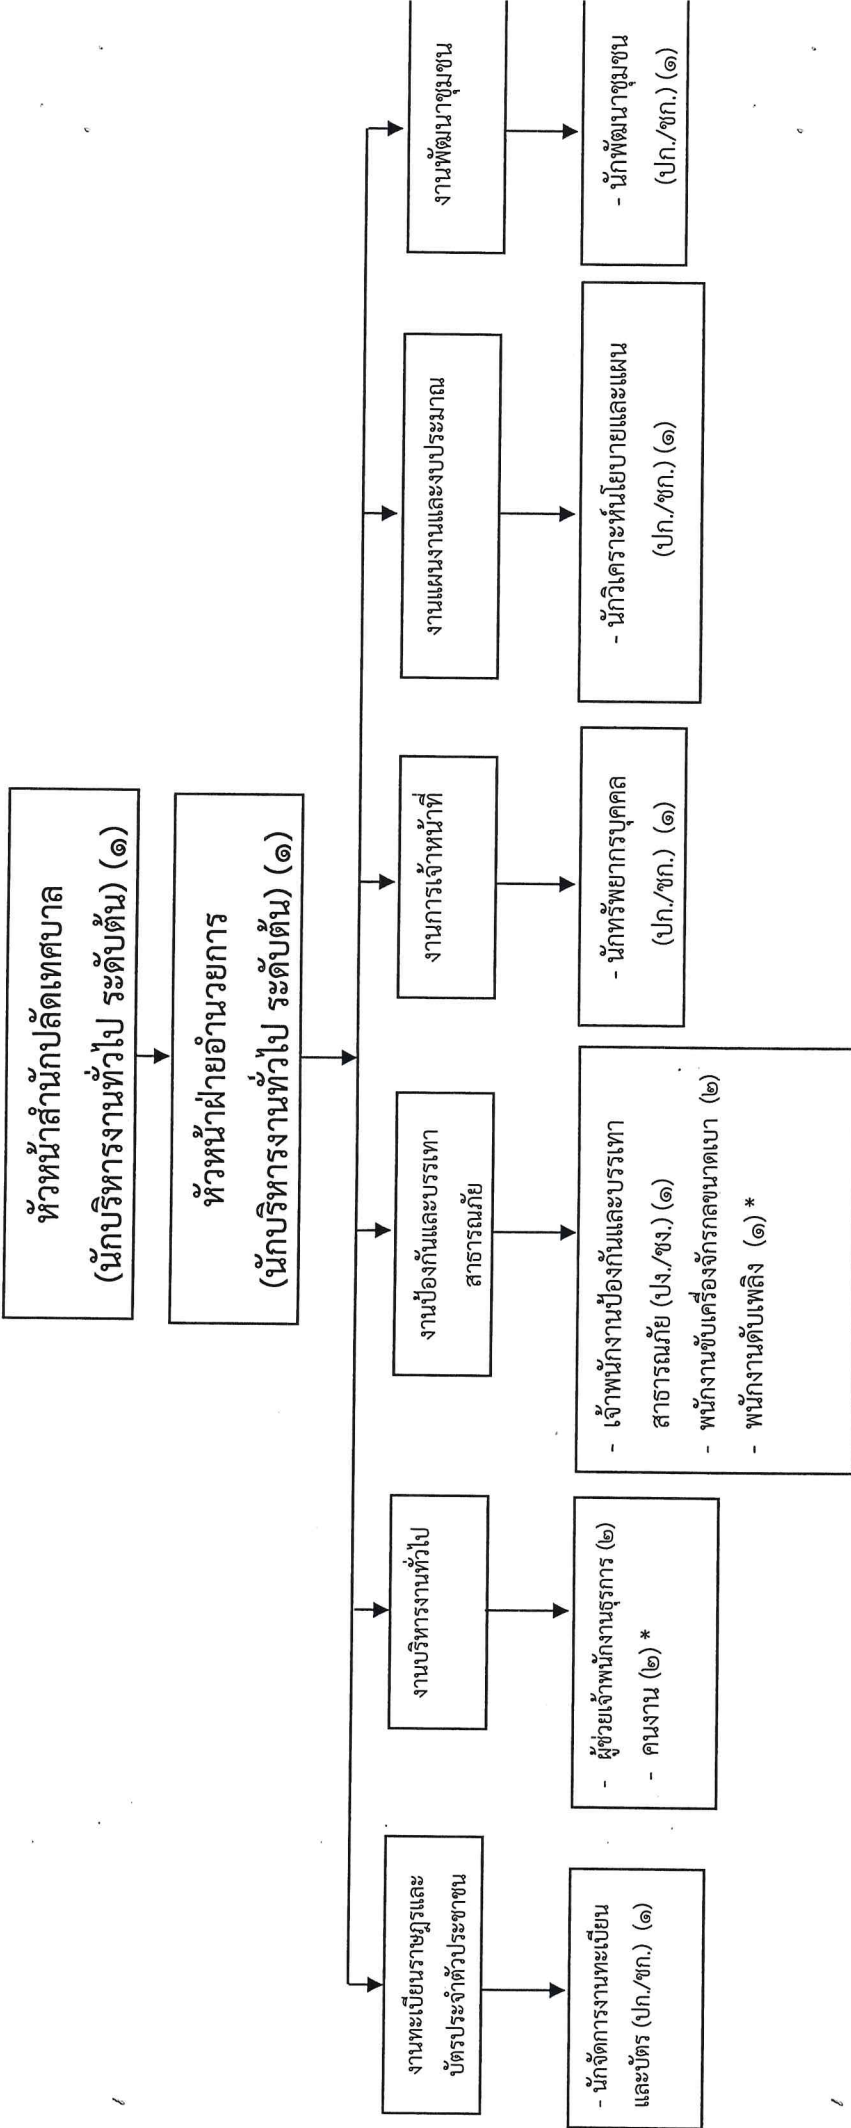 หัวหน้าสำนักปลัดเทศบาล
(นักบริหารงานทั่วไป ระดับต้น) (๑)
หัวหน้าฝ่ายอำนวยการ
(นักบริหารงานทั่วไป ระดับต้น) (๑)
งานทะเบียนราษฎรและ
บัตรประจำตัวประชาชน
งานบริหารงานทั่วไป
งานป้องกันและบรรเทา
สาธารณภัย
งานการเจ้าหน้าที่
งานแผนงานและงบประมาณ
งานพัฒนาชุมชน
- นักจัดการงานทะเบียน
และบัตร (ปก./ชก.) (๑)
- ผู้ช่วยเจ้าพนักงานธุรการ (๒)
- คนงาน (๒) *
- เจ้าพนักงานป้องกันและบรรเทา
สาธารณภัย (ปง./ชง.) (๑)
- พนักงานขับเครื่องจักรกลขนาดเบา (๒)
- พนักงานดับเพลิง (๑) *
- นักทรัพยากรบุคคล
(ปก./ชก.) (๑)
- นักวิเคราะห์นโยบายและแผน
(ปก./ชก.) (๑)
- นักพัฒนาชุมชน
(ปก./ชก.) (๑)